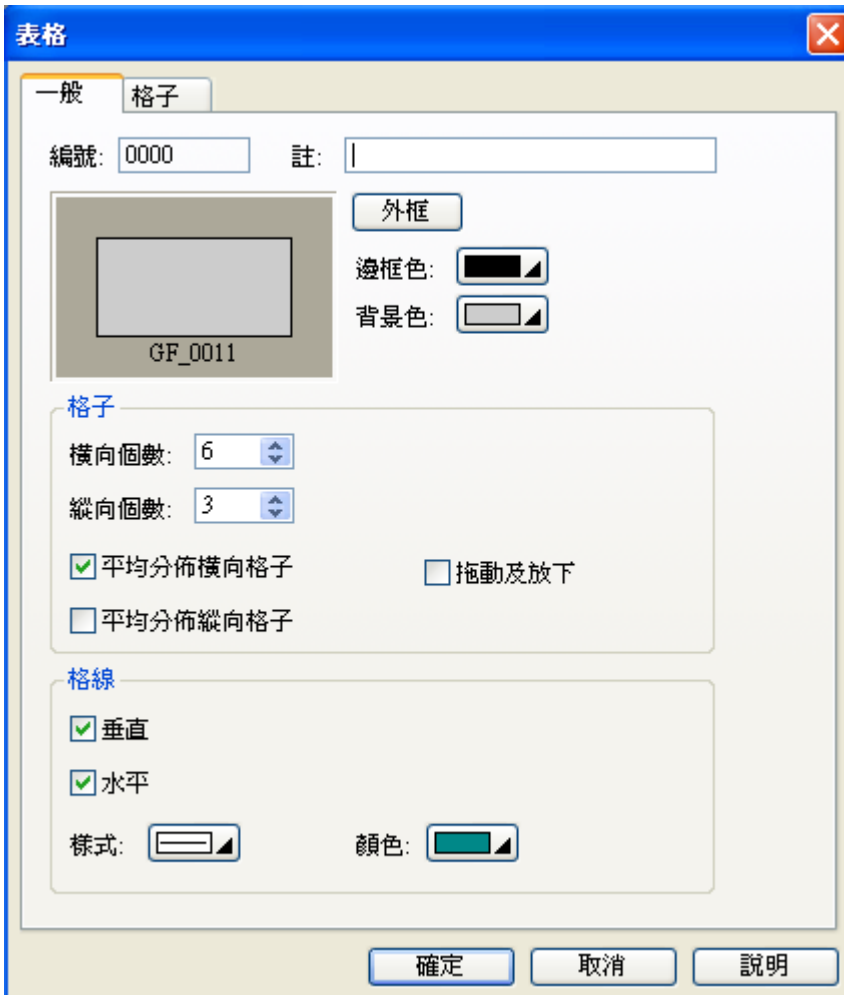 表格
一般 格子
編號: 0000 註:
外框
邊框色:
背景色:
GF_0011
格子
橫向個數: 6
縱向個數: 3
平均分佈橫向格子 拖動及放下
平均分佈縱向格子
格線
垂直
水平
樣式: 顏色:
確定 取消 說明